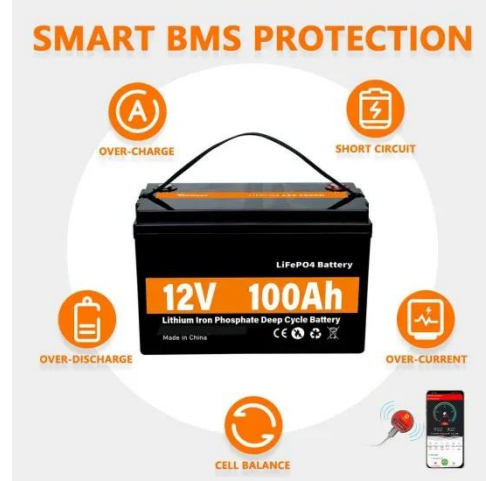 SMART BMS PROTECTION
A
OVER-CHARGE
SHORT CIRCUIT
LiFePO4 Battery
12V 100Ah
Lithium Iron Phosphate Deep Cycle Battery
Made in China
CE
OVER-DISCHARGE
OVER-CURRENT
CELL BALANCE